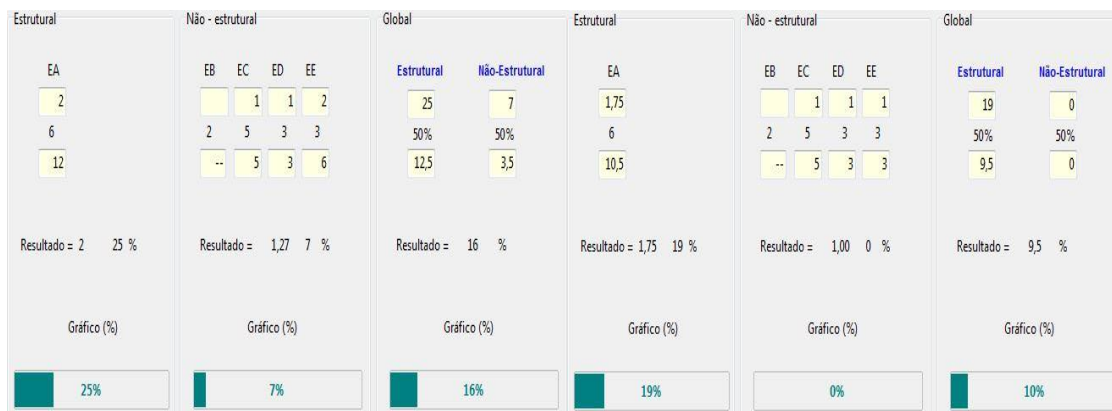 Estrutural
EA
2
6
12
Resultado = 2 25 %
Gráfico (%)
25%
Não - estrutural
EB EC ED EE
1 1 2
2 5 3 3
-- 5 3 6
Resultado = 1,27 7 %
Gráfico (%)
7%
Global
Estrutural Não-Estrutural
25 7
50% 50%
12,5 3,5
Resultado = 16 %
Gráfico (%)
16%
Estrutural
EA
1,75
6
10,5
Resultado = 1,75 19 %
Gráfico (%)
19%
Não - estrutural
EB EC ED EE
1 1 1
2 5 3 3
-- 5 3 3
Resultado = 1,00 0 %
Gráfico (%)
0%
Global
Estrutural Não-Estrutural
19 0
50% 50%
9,5 0
Resultado = 9,5 %
Gráfico (%)
10%